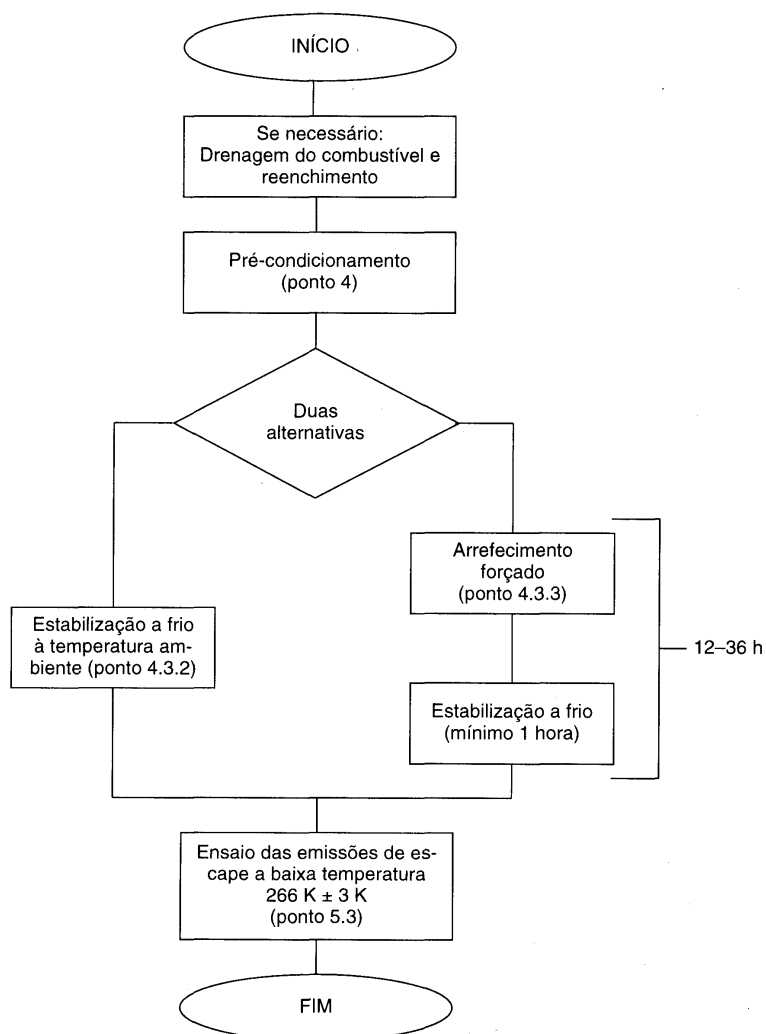 INÍCIO
Se necessário:
Drenagem do combustível e
reenchimento
Pré-condicionamento
(ponto 4)
Duas
alternativas
Arrefecimento
forçado
(ponto 4.3.3)
Estabilização a frio
à temperatura am-
biente (ponto 4.3.2)
12–36 h
Estabilização a frio
(mínimo 1 hora)
Ensaio das emissões de es-
cape a baixa temperatura
266 K ± 3 K
(ponto 5.3)
FIM